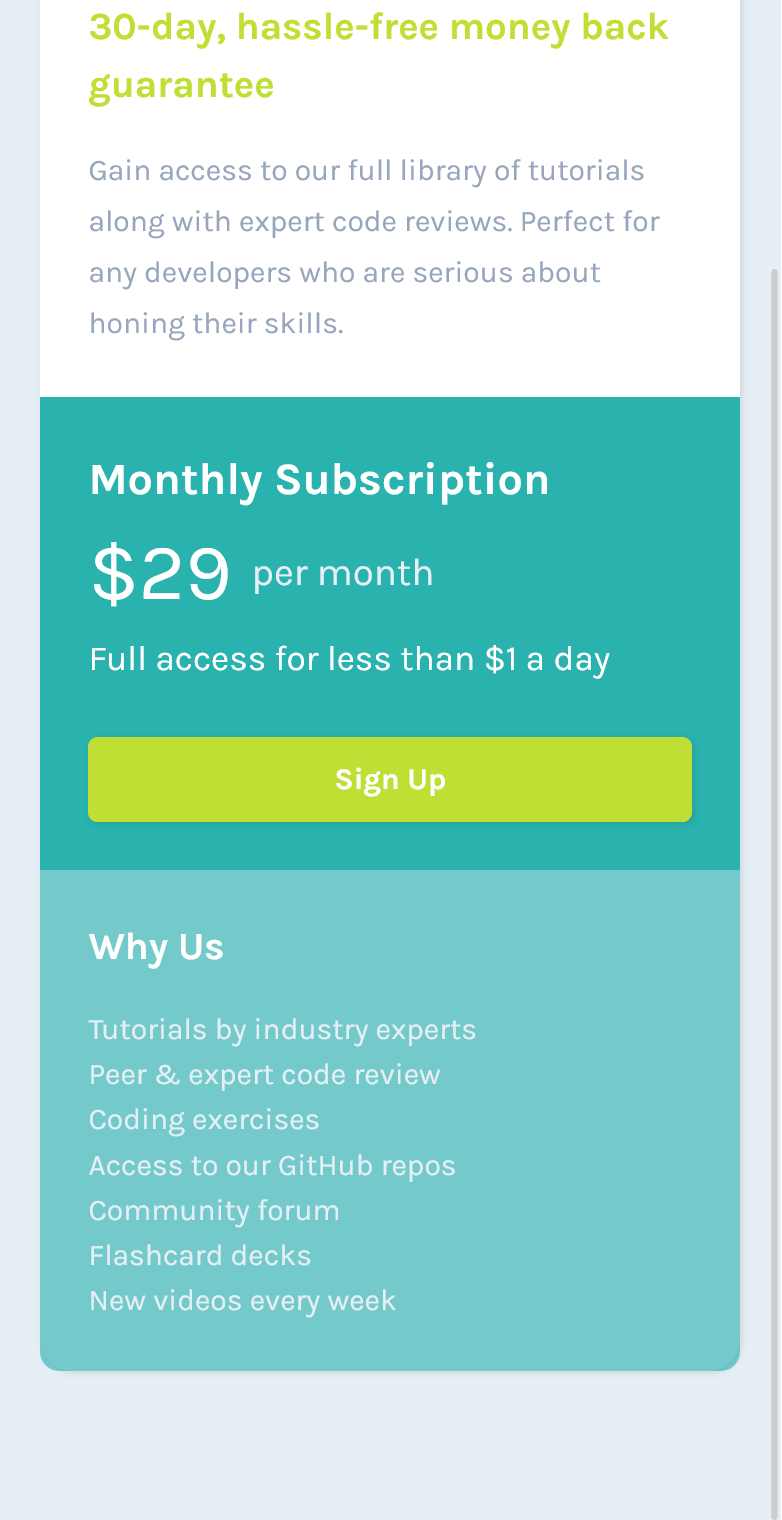 30-day, hassle-free money back
guarantee
Gain access to our full library of tutorials
along with expert code reviews. Perfect for
any developers who are serious about
honing their skills.
Monthly Subscription
$29 per month
Full access for less than $1 a day
Sign Up
Why Us
Tutorials by industry experts
Peer & expert code review
Coding exercises
Access to our GitHub repos
Community forum
Flashcard decks
New videos every week